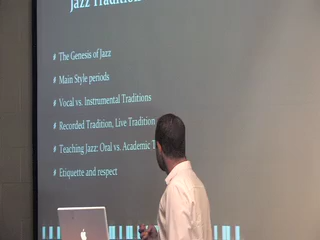 Jazz Tradition
# The Genesis of Jazz
# Main Style periods
# Vocal vs. Instrumental Traditions
# Recorded Tradition, Live Tradition
# Teaching Jazz: Oral vs. Academic
# Etiquette and respect